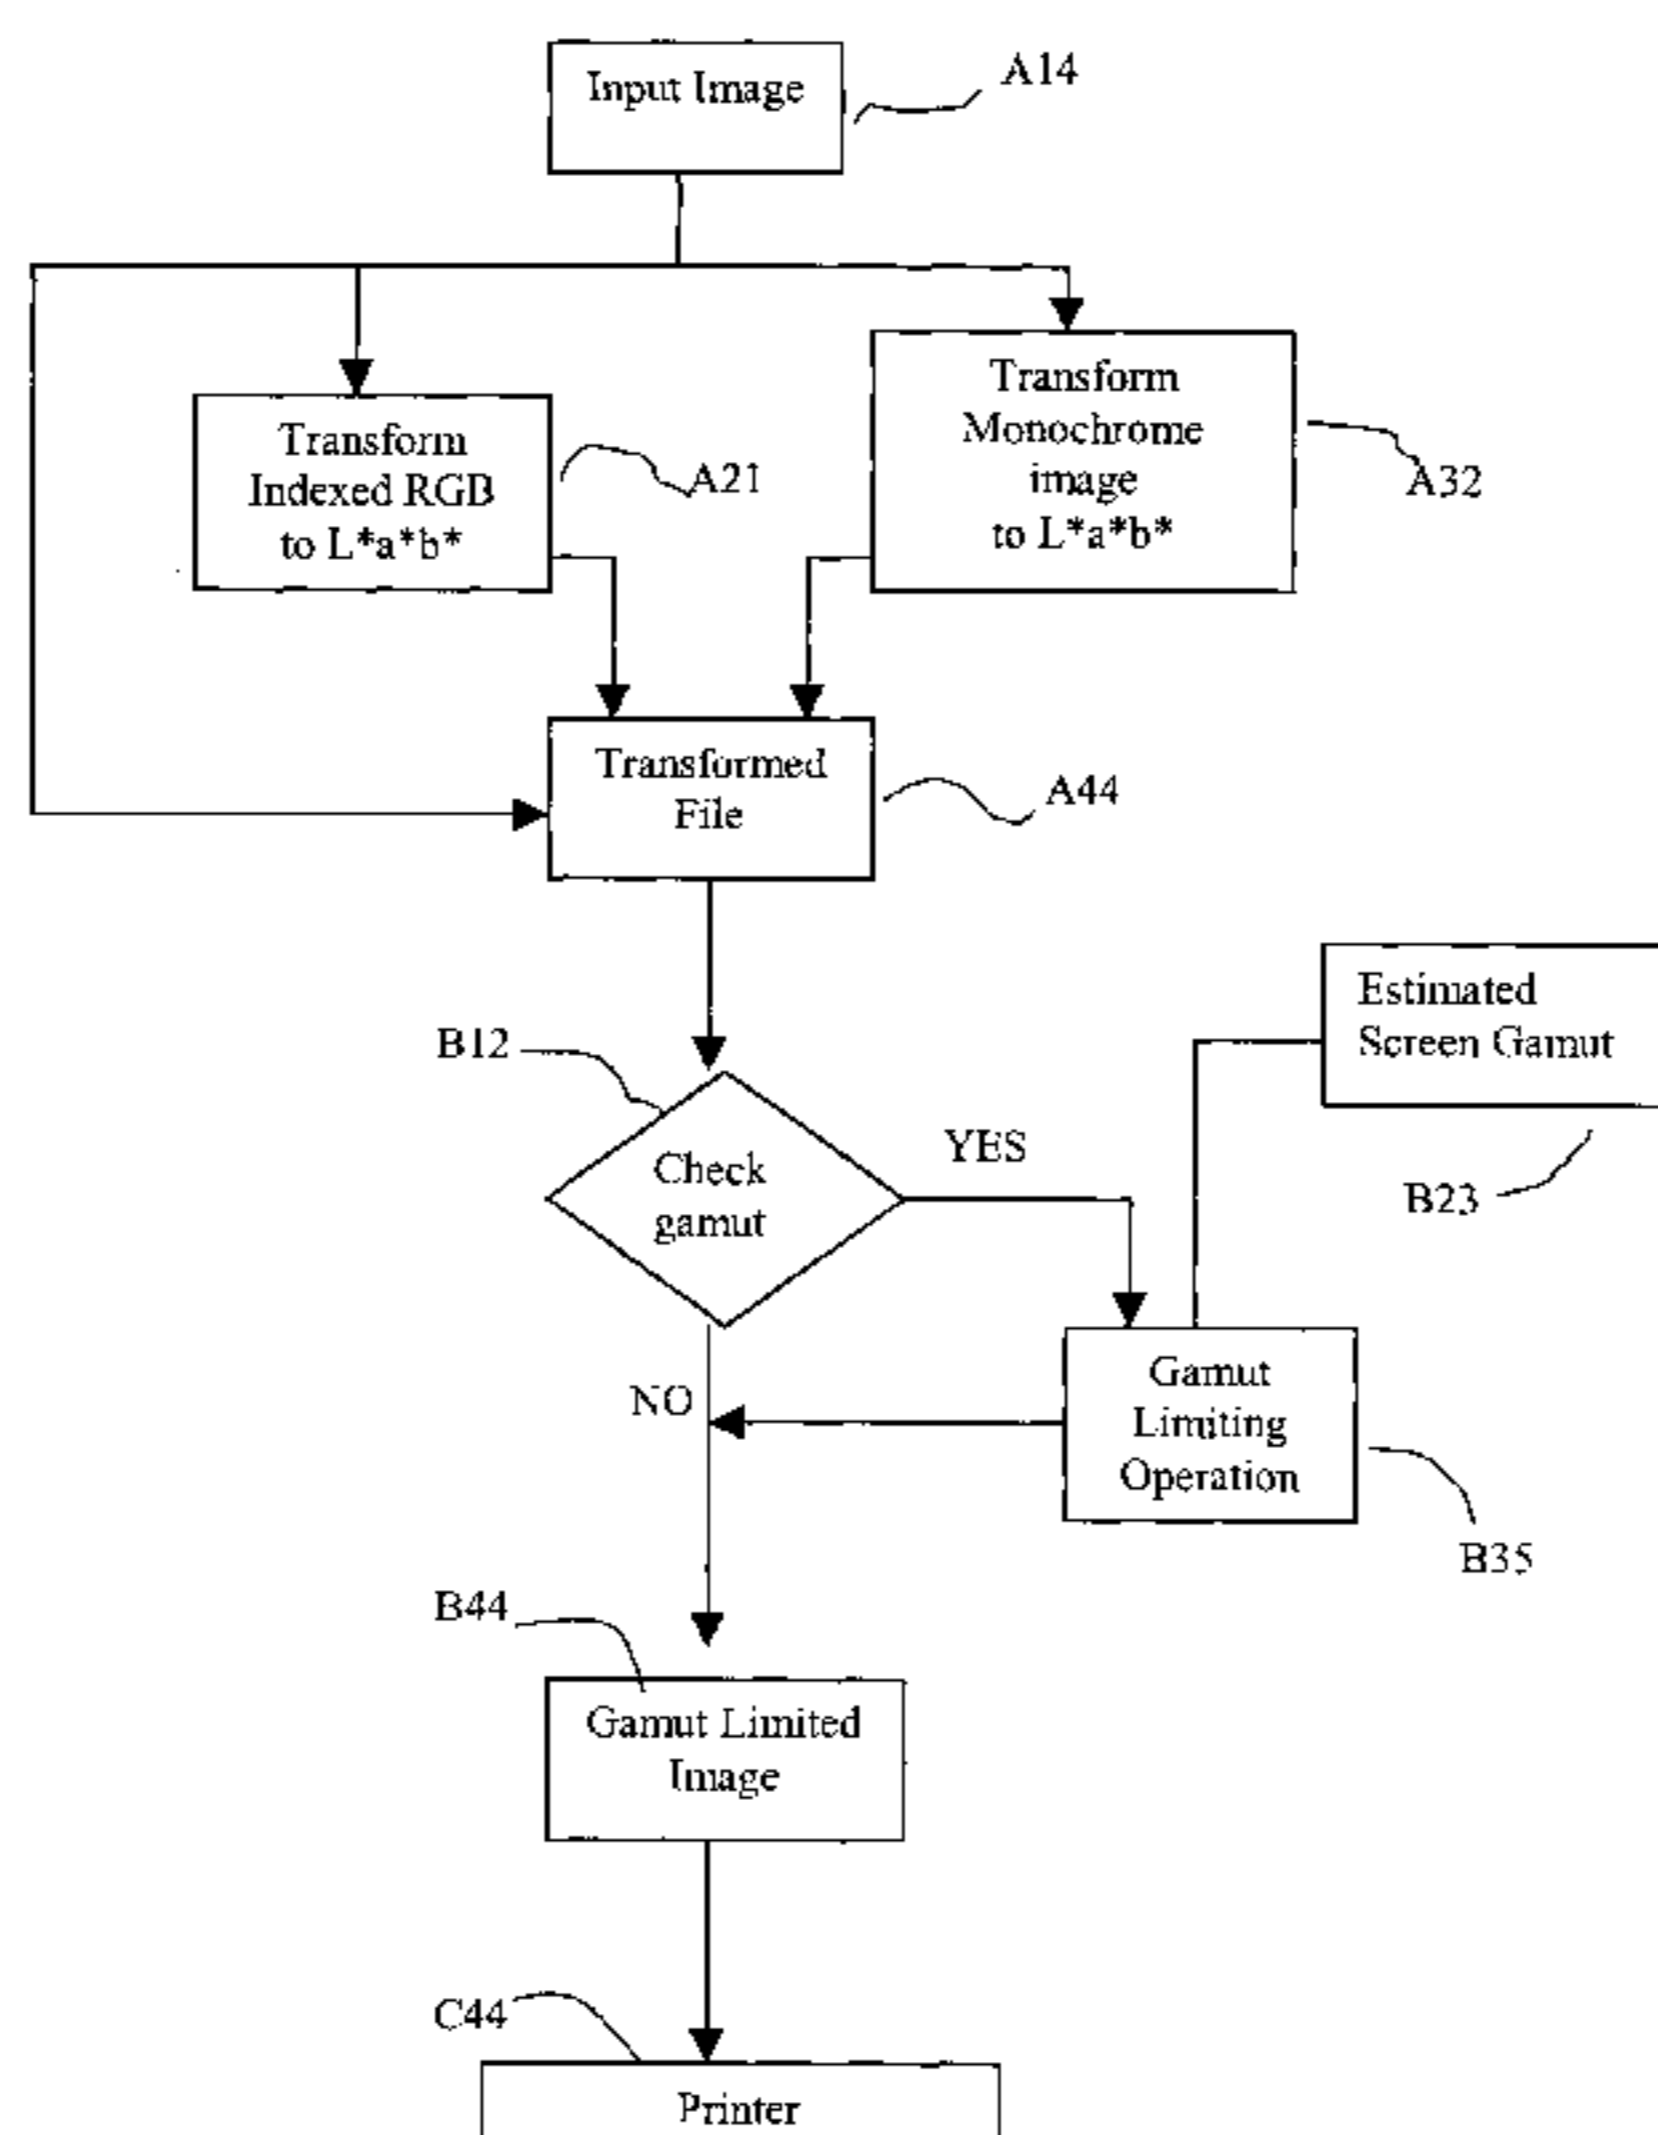 Input Image
A14
Transform
Indexed RGB
to L*a*b*
A21
Transform
Monochrome
image
to L*a*b*
A32
Transformed
File
A44
Estimated
Screen Gamut
B23
B12
Check
gamut
YES
NO
Gamut
Limiting
Operation
B35
B44
Gamut Limited
Image
C44
Printer